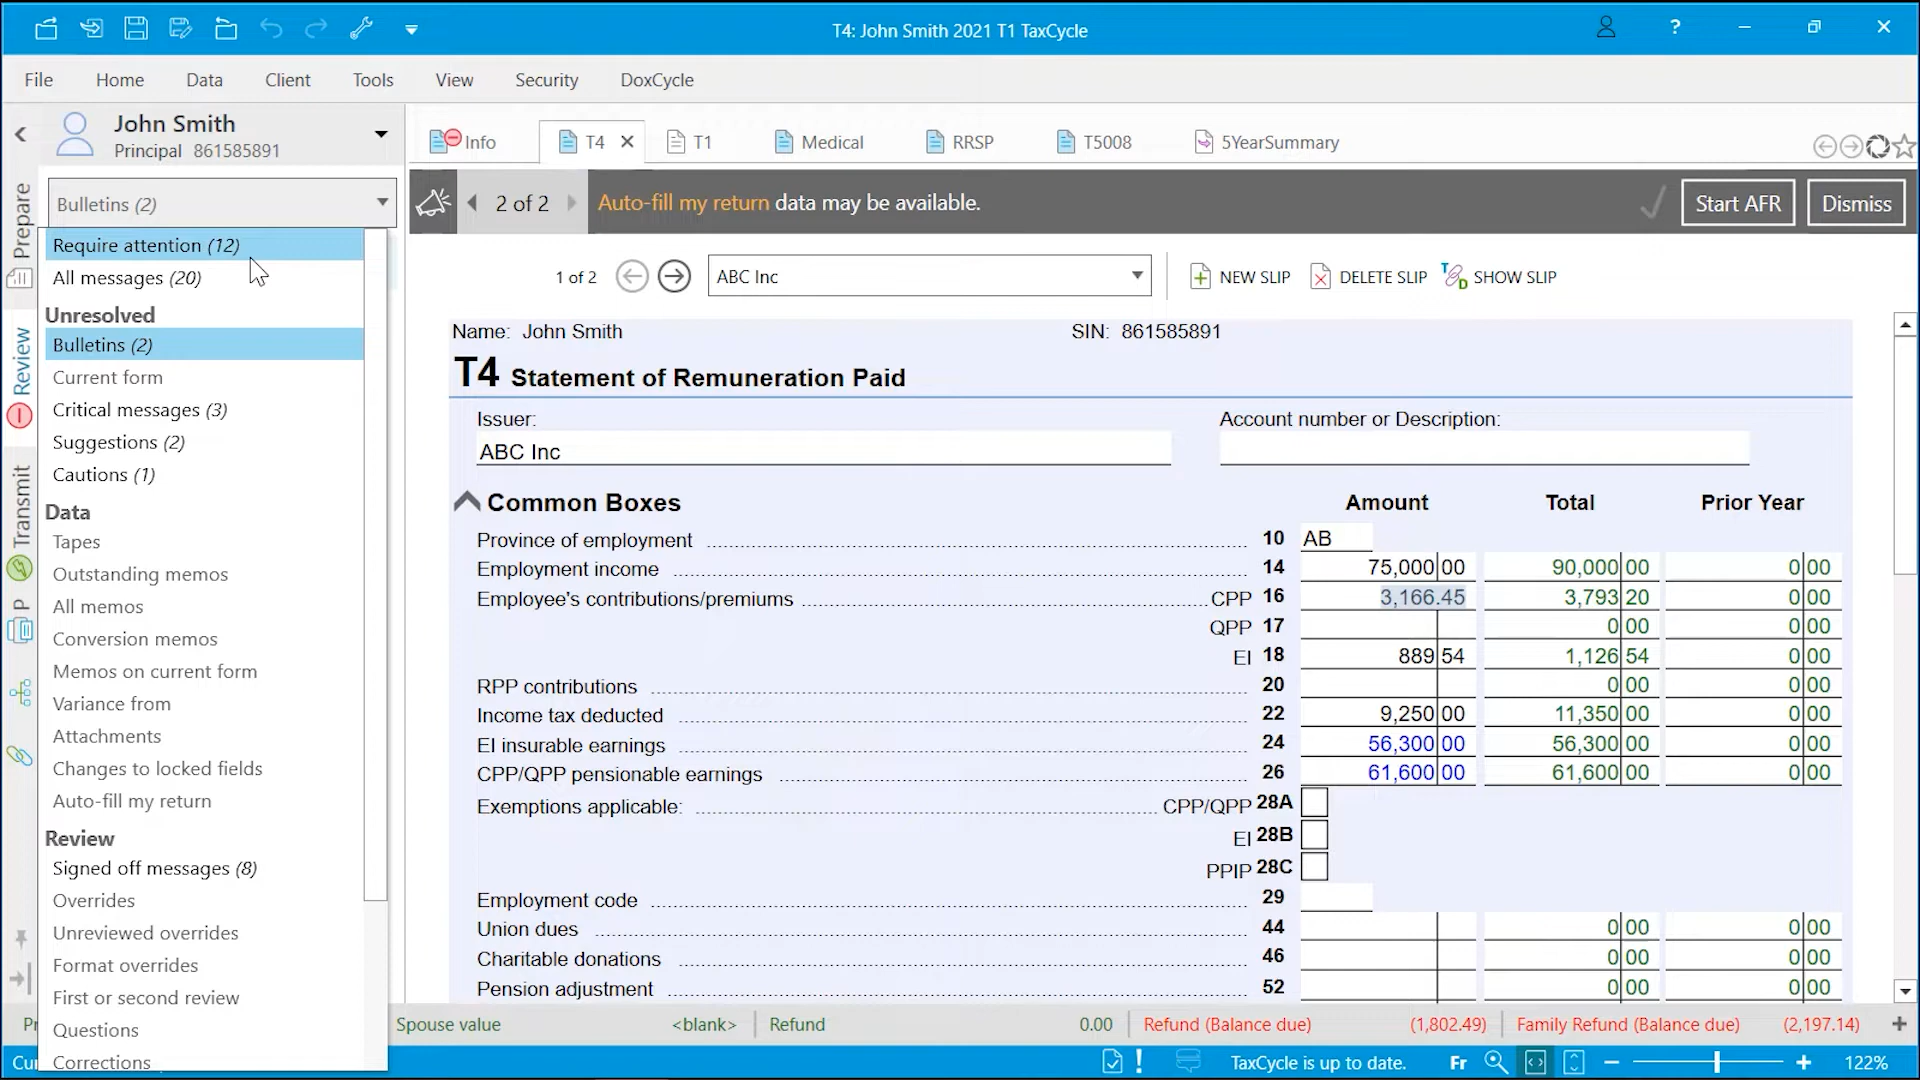 T4: John Smith 2021 T1 TaxCycle
?
File Home Data Client Tools View Security DoxCycle
John Smith
Principal 861585891
Info T4 T1 Medical RRSP T5008 5YearSummary
Prepare
Review
Transmit
P
Bulletins (2)
2 of 2 Auto-fill my return data may be available. Start AFR Dismiss
Require attention (12)
All messages (20)
Unresolved
Bulletins (2)
Current form
Critical messages (3)
Suggestions (2)
Cautions (1)
Data
Tapes
Outstanding memos
All memos
Conversion memos
Memos on current form
Variance from
Attachments
Changes to locked fields
Auto-fill my return
Review
Signed off messages (8)
Overrides
Unreviewed overrides
Format overrides
First or second review
Questions
Corrections
1 of 2 ABC Inc NEW SLIP DELETE SLIP SHOW SLIP
Name: John Smith SIN: 861585891
T4 Statement of Remuneration Paid
Issuer: Account number or Description:
ABC Inc
Common Boxes Amount Total Prior Year
Province of employment 10 AB
Employment income 14 75,000 00 90,000 00 0 00
Employee's contributions/premiums CPP 16 3,166.45 3,793 20 0 00
QPP 17 0 00 0 00
EI 18 889 54 1,126 54 0 00
RPP contributions 20 0 00 0 00
Income tax deducted 22 9,250 00 11,350 00 0 00
EI insurable earnings 24 56,300 00 56,300 00 0 00
CPP/QPP pensionable earnings 26 61,600 00 61,600 00 0 00
Exemptions applicable: CPP/QPP 28A
EI 28B
PPIP 28C
Employment code 29
Union dues 44 0 00 0 00
Charitable donations 46 0 00 0 00
Pension adjustment 52 0 00 0 00
Spouse value <blank> Refund 0.00 Refund (Balance due) (1,802.49) Family Refund (Balance due) (2,197.14)
TaxCycle is up to date. Fr 122%